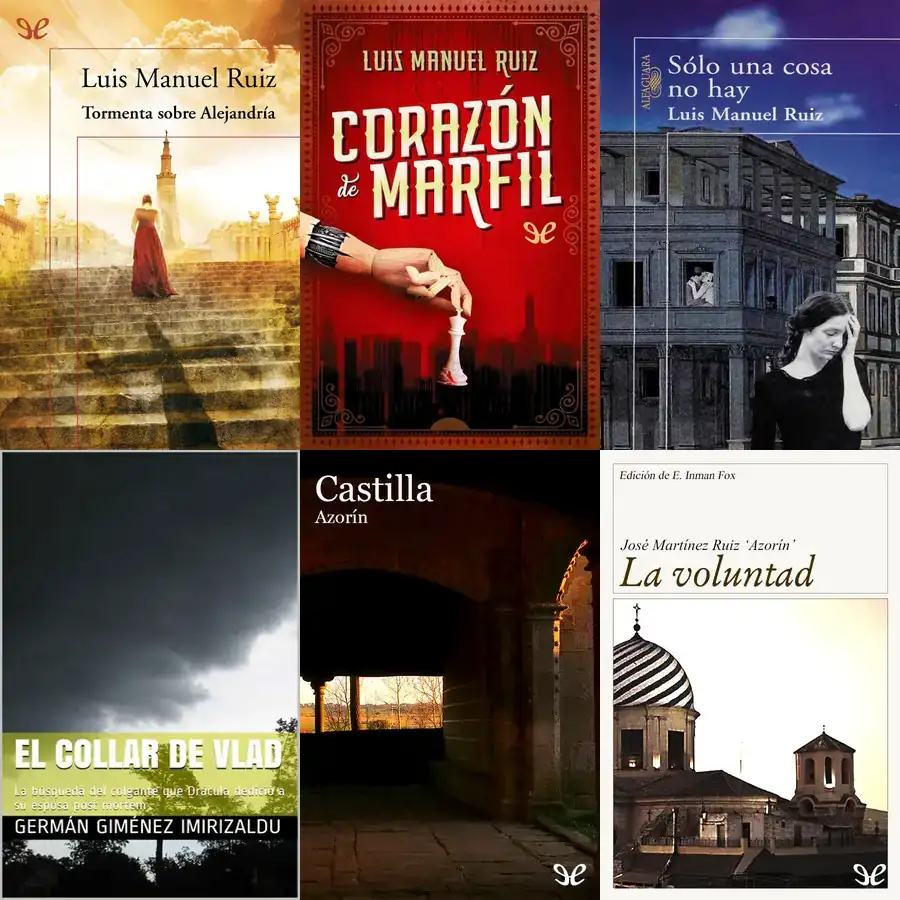 Luis Manuel Ruiz
Tormenta sobre Alejandría
LUIS MANUEL RUIZ
CORAZÓN
de MARFIL
ALFAGUARA
Sólo una cosa
no hay
Luis Manuel Ruiz
EL COLLAR DE VLAD
La búsqueda del colgante que Drácula dedicó a
su esposa post mortem.
GERMÁN GIMÉNEZ IMIRIZALDU
Castilla
Azorín
Edición de E. Inman Fox
José Martínez Ruiz ‘Azorín’
La voluntad